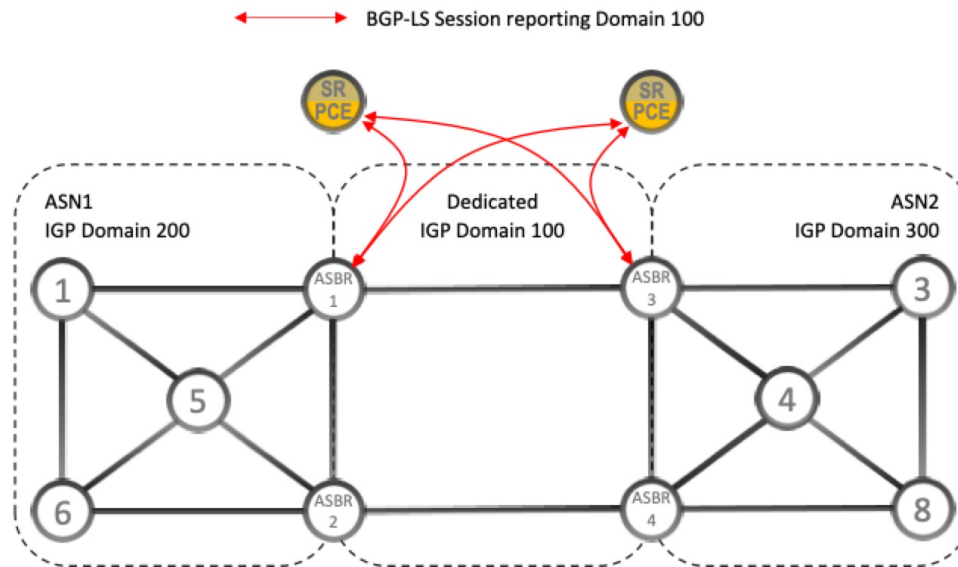 BGP-LS Session reporting Domain 100
SR
PCE
SR
PCE
ASN1
IGP Domain 200
Dedicated
IGP Domain 100
ASN2
IGP Domain 300
1
ASBR
1
ASBR
3
3
5
4
6
ASBR
2
ASBR
4
8